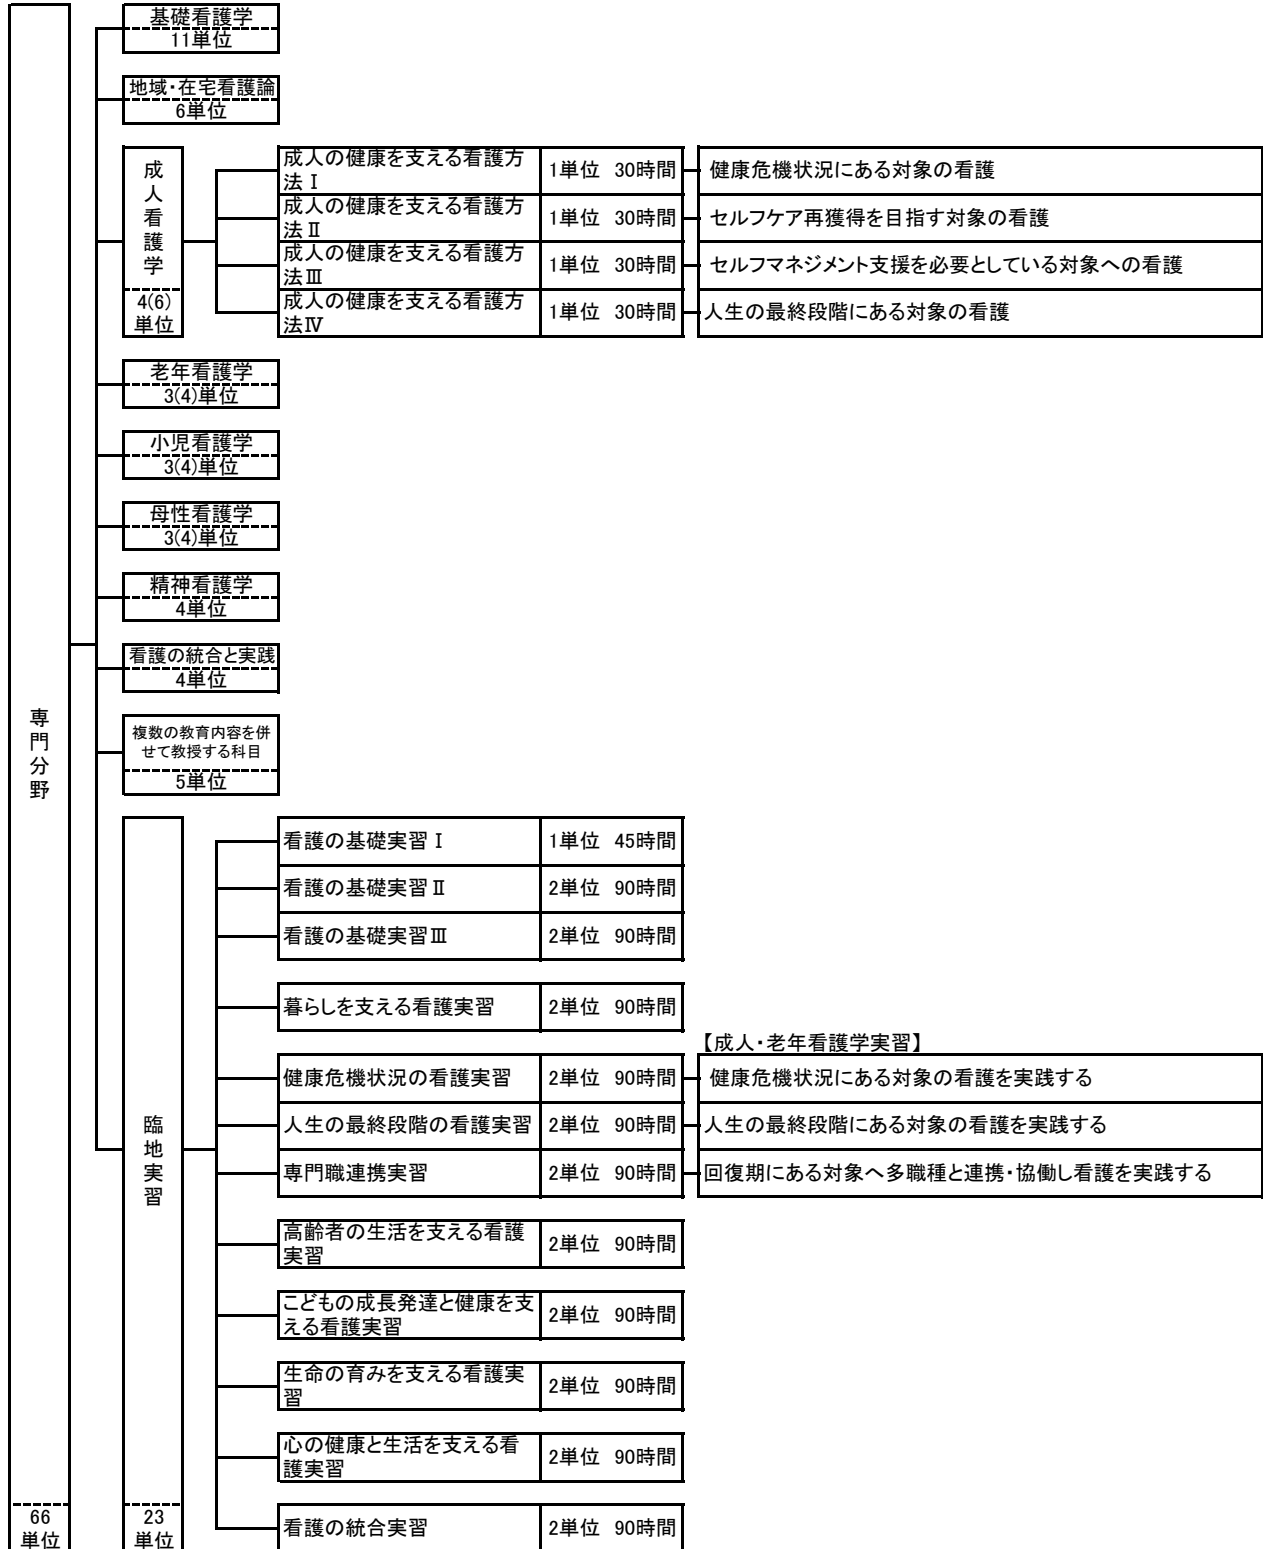 専門分野
66
単位
基礎看護学
11単位
地域・在宅看護論
6単位
成人看護学
4(6)
単位
成人の健康を支える看護方
法Ⅰ
1単位 30時間
健康危機状況にある対象の看護
成人の健康を支える看護方
法Ⅱ
1単位 30時間
セルフケア再獲得を目指す対象の看護
成人の健康を支える看護方
法Ⅲ
1単位 30時間
セルフマネジメント支援を必要としている対象への看護
成人の健康を支える看護方
法Ⅳ
1単位 30時間
人生の最終段階にある対象の看護
老年看護学
3(4)単位
小児看護学
3(4)単位
母性看護学
3(4)単位
精神看護学
4単位
看護の統合と実践
4単位
複数の教育内容を併
せて教授する科目
5単位
臨地実習
23
単位
看護の基礎実習Ⅰ
1単位 45時間
看護の基礎実習Ⅱ
2単位 90時間
看護の基礎実習Ⅲ
2単位 90時間
暮らしを支える看護実習
2単位 90時間
【成人・老年看護学実習】
健康危機状況の看護実習
2単位 90時間
健康危機状況にある対象の看護を実践する
人生の最終段階の看護実習
2単位 90時間
人生の最終段階にある対象の看護を実践する
専門職連携実習
2単位 90時間
回復期にある対象へ多職種と連携・協働し看護を実践する
高齢者の生活を支える看護
実習
2単位 90時間
こどもの成長発達と健康を支
える看護実習
2単位 90時間
生命の育みを支える看護実
習
2単位 90時間
心の健康と生活を支える看
護実習
2単位 90時間
看護の統合実習
2単位 90時間